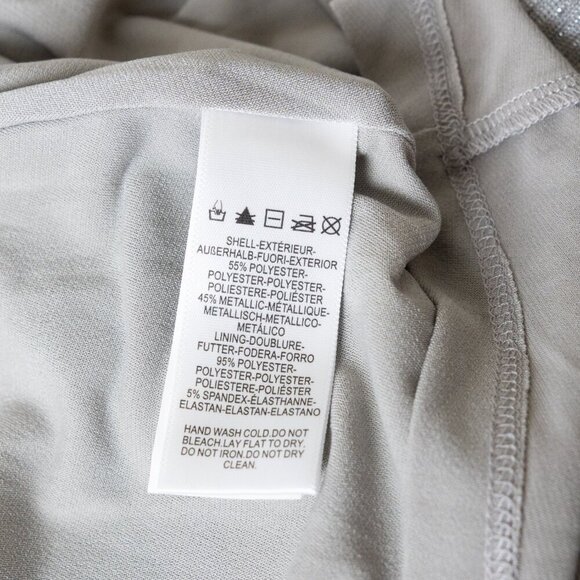 SHELL-EXTÉRIEUR-
AUßERHALB-FUORI-EXTERIOR
55% POLYESTER-
POLYESTER-POLYESTER-
POLIESTERE-POLIÉSTER
45% METALLIC-MÉTALLIQUE-
METALLISCH-METALLICO-
METÁLICO
LINING-DOUBLURE-
FUTTER-FODERA-FORRO
95% POLYESTER-
POLYESTER-POLYESTER-
POLIESTERE-POLIÉSTER
5% SPANDEX-ÉLASTHANNE-
ELASTAN-ELASTAN-ELASTANO
HAND WASH COLD.DO NOT
BLEACH.LAY FLAT TO DRY.
DO NOT IRON.DO NOT DRY
CLEAN.